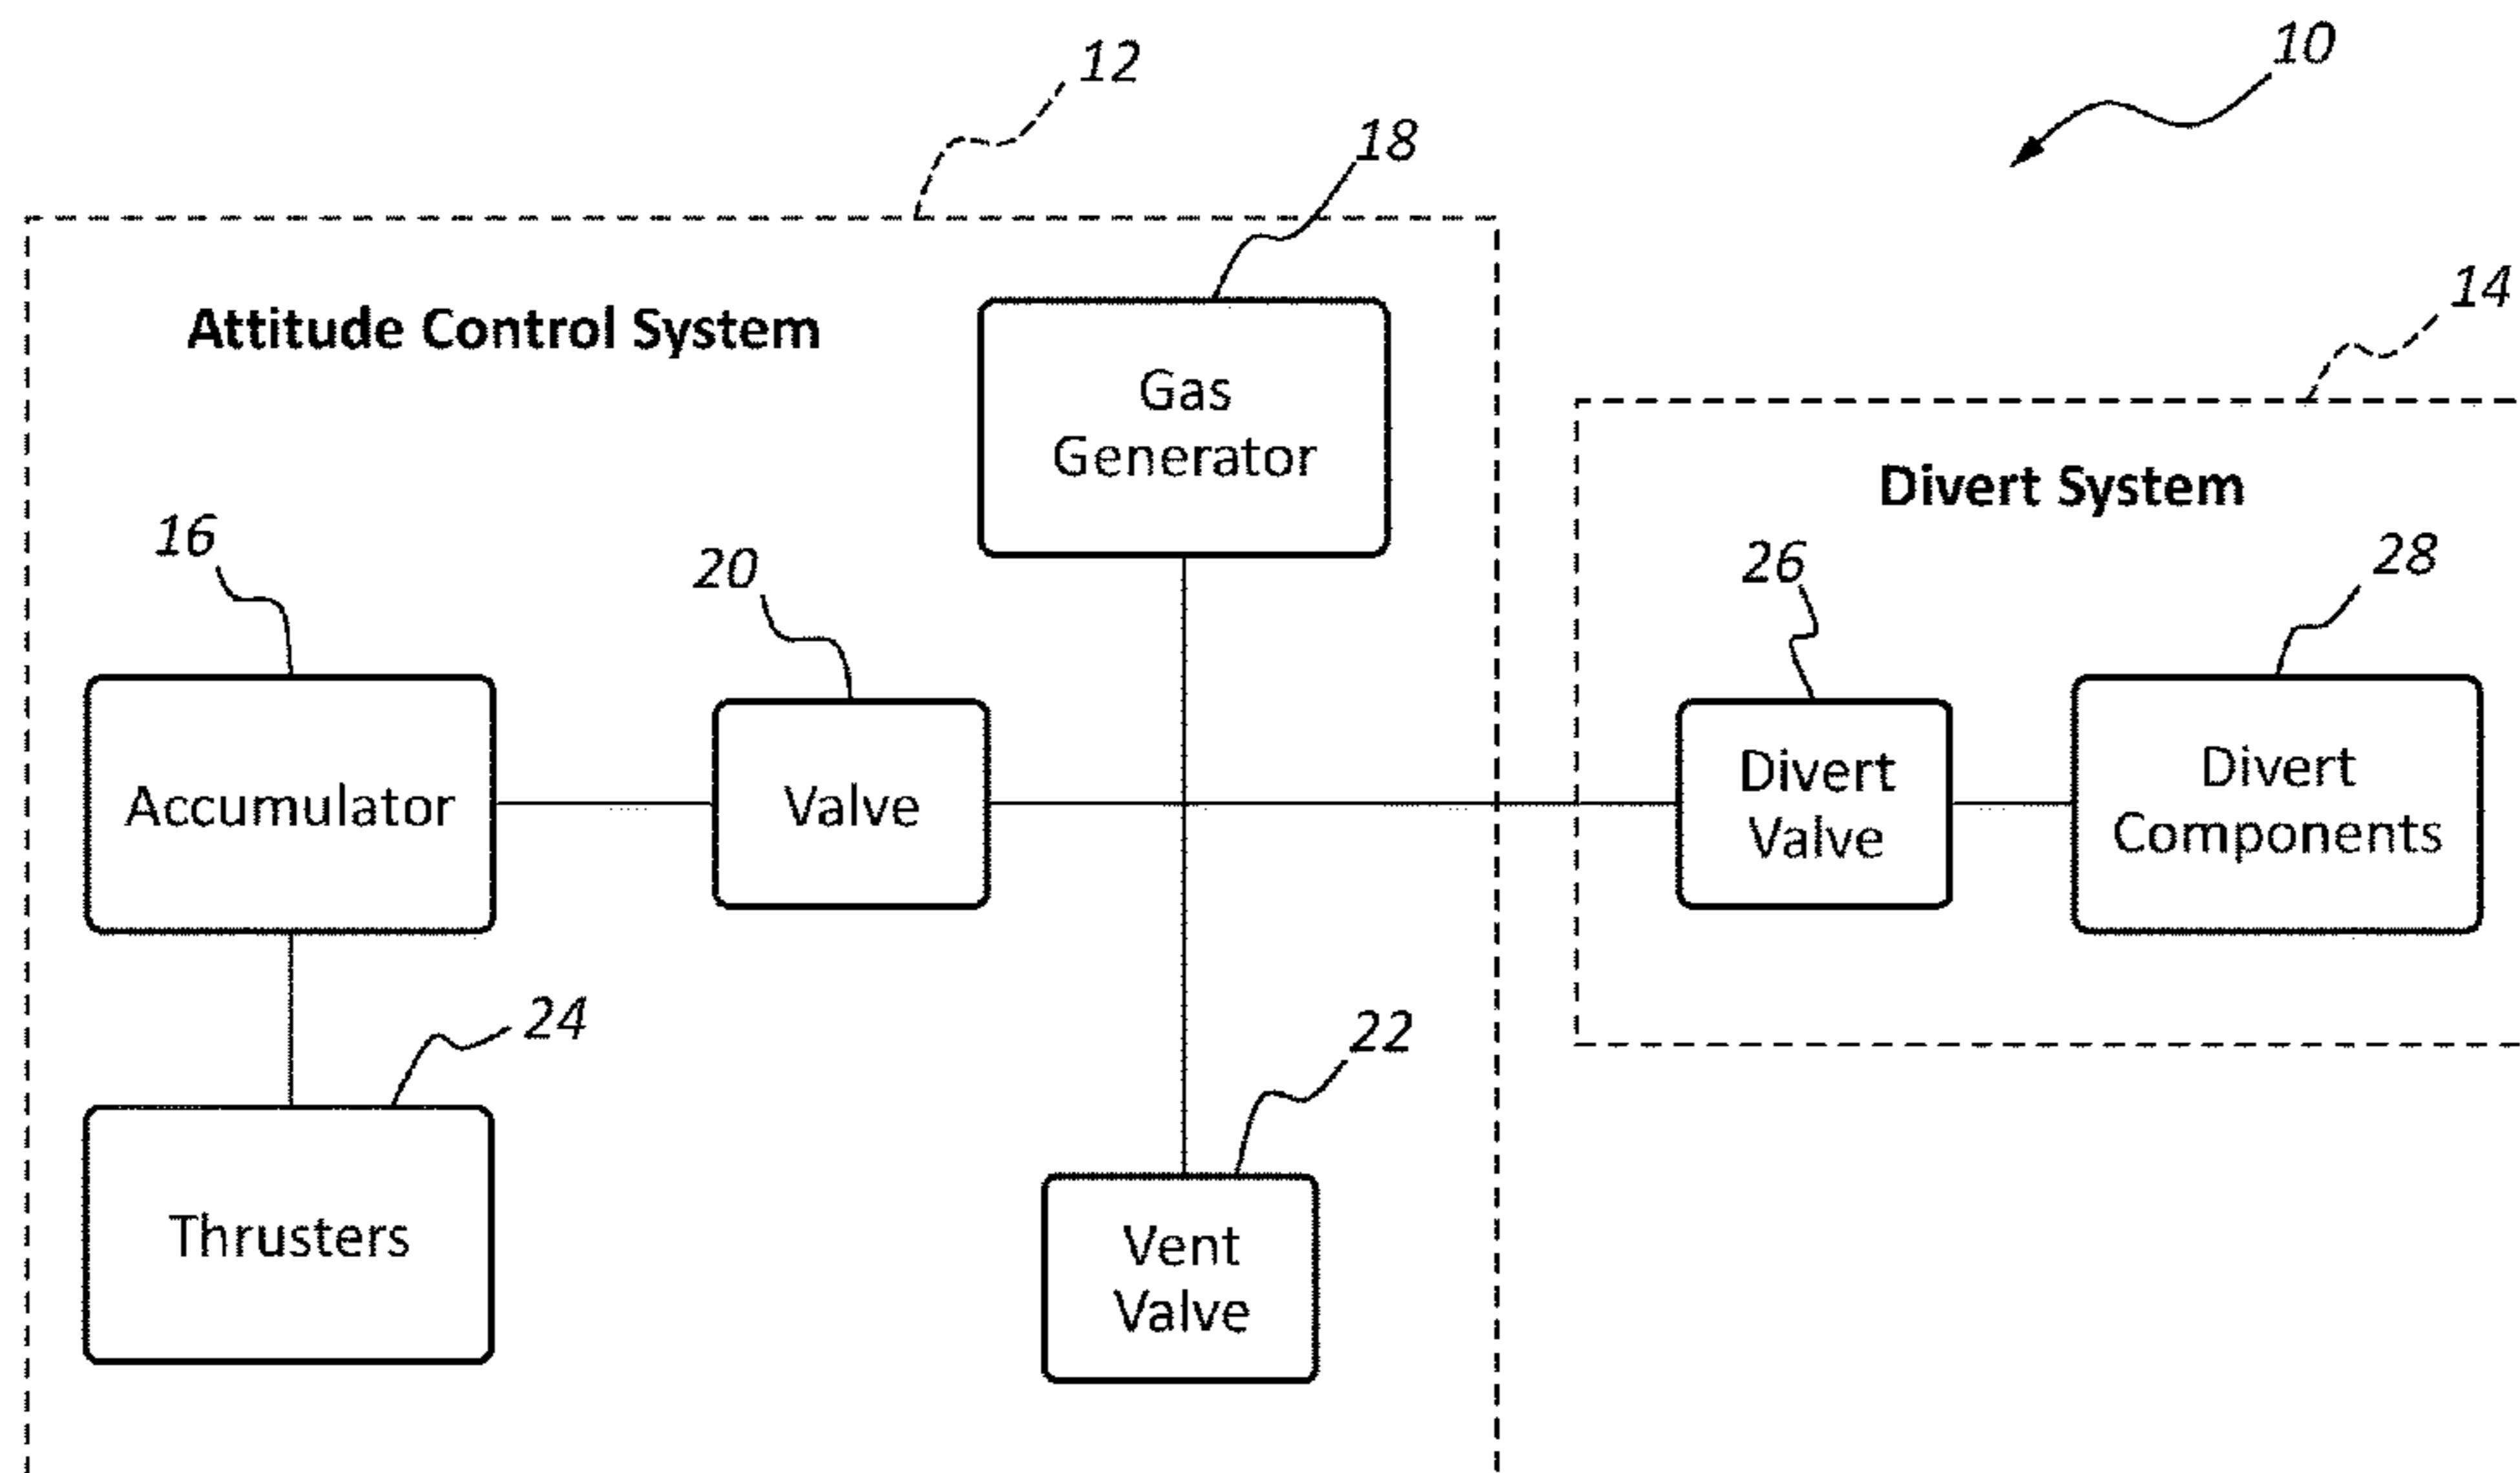 10
12
18
14
Attitude Control System
Gas
Generator
Divert System
16
20
26
28
Accumulator
Valve
Divert
Valve
Divert
Components
24
22
Thrusters
Vent
Valve